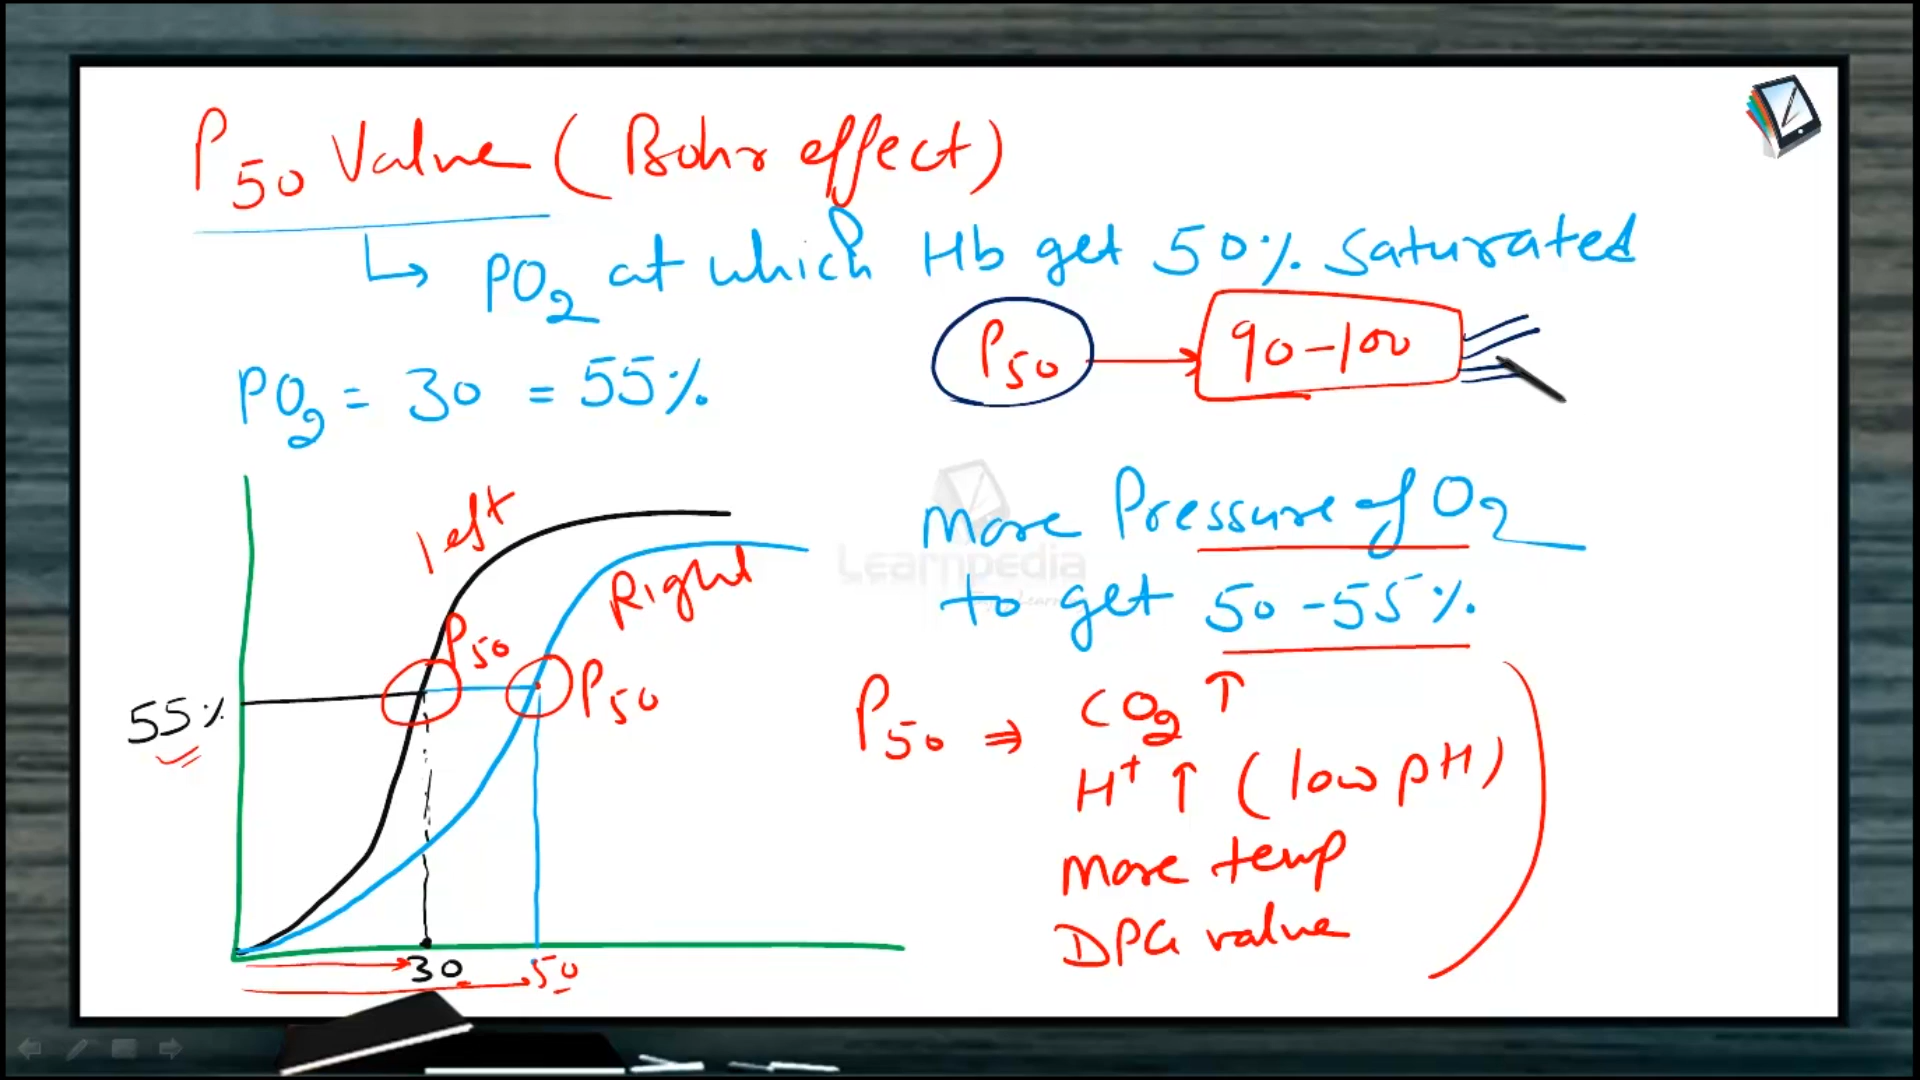 P50 Value (Bohr effect)
PO2 at which Hb get 50% Saturated
P50 → 90-100
PO2 = 30 = 55%
More Pressure of O2
to get 50-55%
left
Right
P50
P50
55%
30
50
P50 ⇒ CO2 ↑
H+ ↑ (low pH)
More temp
DPG value
Learnpedia